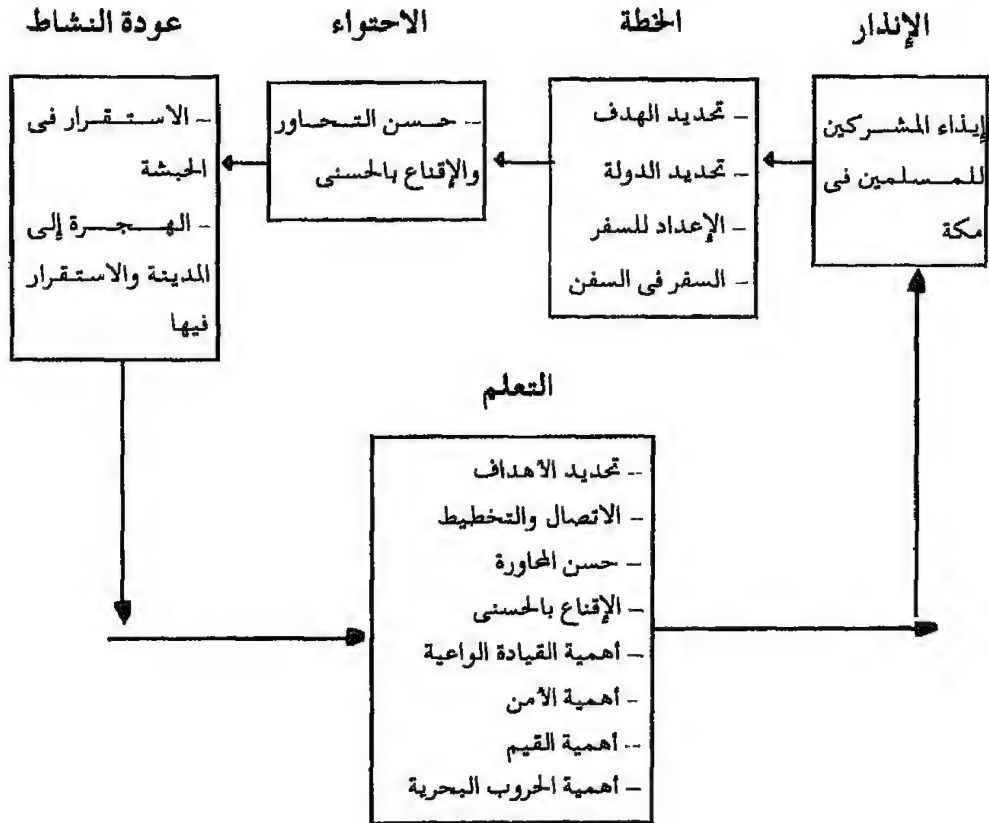 الإنذار
إيذاء المشركين
للمسلمين فى
مكة
الخطة
– تحديد الهدف
– تحديد الدولة
– الإعداد للسفر
– السفر فى السفن
الاحتواء
– حسن التحاور
والإقناع بالحسنى
عودة النشاط
– الاستقرار فى
الحبشة
– الهجرة إلى
المدينة والاستقرار
فيها
التعلم
– تحديد الأهداف
– الاتصال والتخطيط
– حسن المحاورة
– الإقناع بالحسنى
– أهمية القيادة الواعية
– أهمية الأمن
– أهمية القيم
– أهمية الحروب البحرية